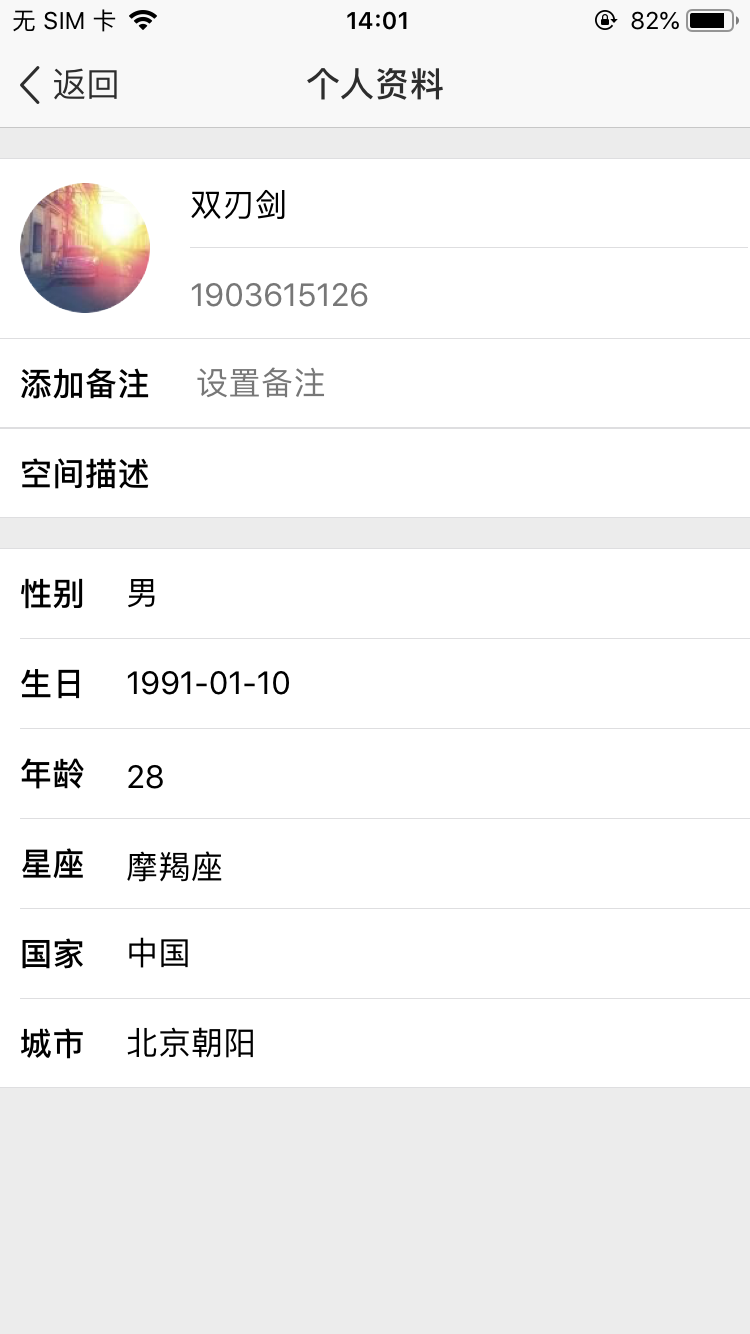 无 SIM 卡 14:01 82%
返回 个人资料
双刃剑
1903615126
添加备注 设置备注
空间描述
性别 男
生日 1991-01-10
年龄 28
星座 摩羯座
国家 中国
城市 北京朝阳